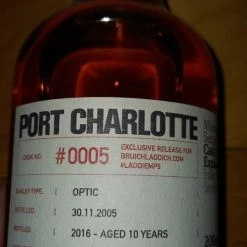 PORT CHARLOTTE
CASK NO. #0005 EXCLUSIVE RELEASE FOR
BRUICHLADDICH.COM
#LADDIEMPS
BARLEY TYPE: OPTIC
DISTILLED: 30.11.2005
2016 - AGED 10 YEARS